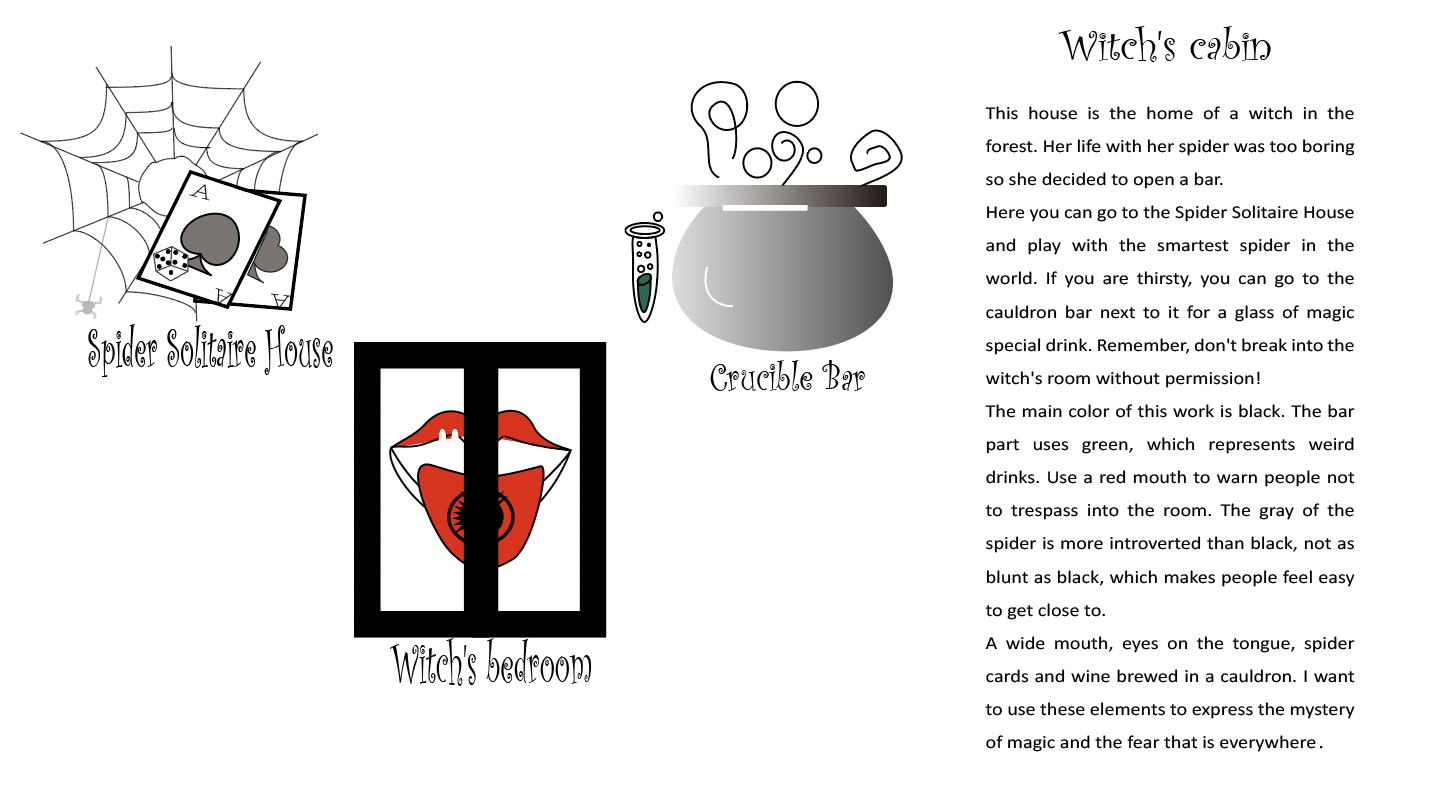 Witch's cabin
A
A
A
Spider Solitaire House
Crucible Bar
Witch's bedroom
This house is the home of a witch in the
forest. Her life with her spider was too boring
so she decided to open a bar.
Here you can go to the Spider Solitaire House
and play with the smartest spider in the
world. If you are thirsty, you can go to the
cauldron bar next to it for a glass of magic
special drink. Remember, don't break into the
witch's room without permission!
The main color of this work is black. The bar
part uses green, which represents weird
drinks. Use a red mouth to warn people not
to trespass into the room. The gray of the
spider is more introverted than black, not as
blunt as black, which makes people feel easy
to get close to.
A wide mouth, eyes on the tongue, spider
cards and wine brewed in a cauldron. I want
to use these elements to express the mystery
of magic and the fear that is everywhere.